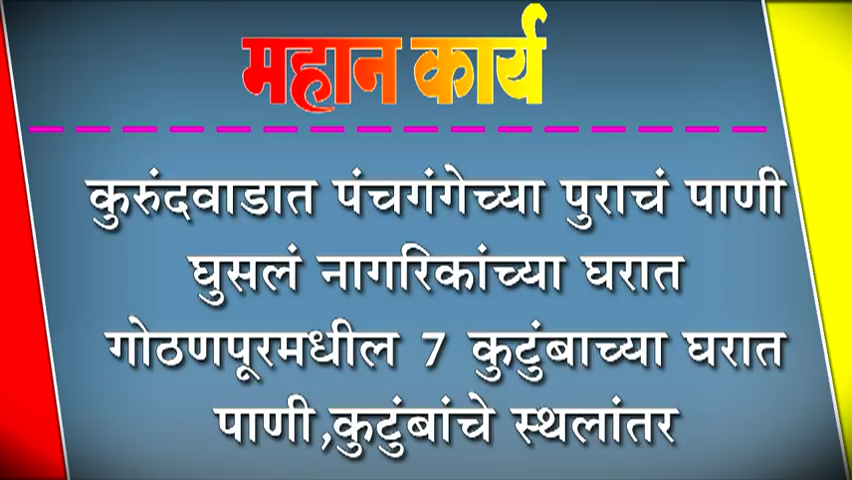 महान कार्य
कुरुंदवाडात पंचगंगेच्या पुराचं पाणी
घुसलं नागरिकांच्या घरात
गोठणपूरमधील 7 कुटुंबाच्या घरात
पाणी,कुटुंबांचे स्थलांतर